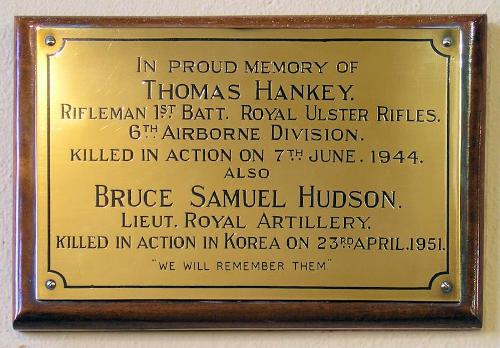 IN PROUD MEMORY OF
THOMAS HANKEY.
RIFLEMAN 1ST BATT. ROYAL ULSTER RIFLES.
6TH AIRBORNE DIVISION.
KILLED IN ACTION ON 7TH JUNE. 1944.
ALSO
BRUCE SAMUEL HUDSON.
LIEUT. ROYAL ARTILLERY.
KILLED IN ACTION IN KOREA ON 23RD APRIL.1951.
"WE WILL REMEMBER THEM"